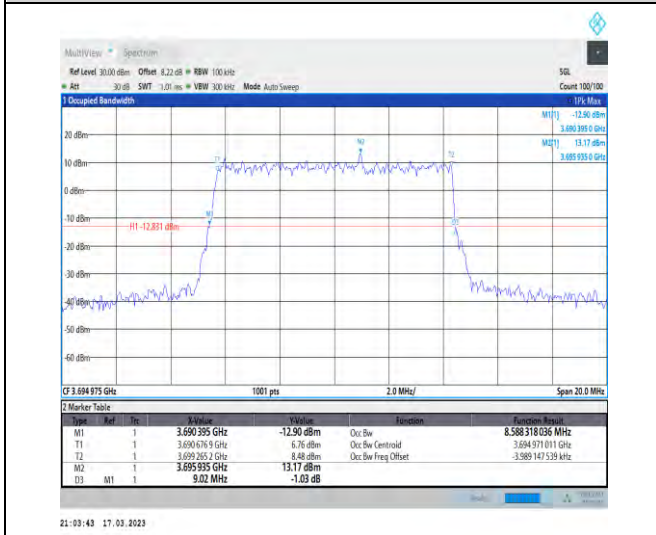 MultiView Spectrum
Ref Level 30.00 dBm Offset 8.22 dB RBW 100 kHz SGL
Att 30 dB SWT 1.01 ms VBW 300 kHz Mode Auto Sweep Count 100/100
1 Occupied Bandwidth 1Pk Max
M1[1] -12.90 dBm
3.690 395 0 GHz
M2[1] 13.17 dBm
3.695 935 0 GHz
20 dBm
M2
T1
T2
10 dBm
0 dBm
-10 dBm
M1
D3
H1 -12.831 dBm
-20 dBm
-30 dBm
-40 dBm
-50 dBm
-60 dBm
CF 3.694 975 GHz 1001 pts 2.0 MHz/ Span 20.0 MHz
2 Marker Table
Type Ref Trc X-Value Y-Value Function Function Result
M1 1 3.690 395 GHz -12.90 dBm Occ Bw 8.588 318 036 MHz
T1 1 3.690 676 9 GHz 6.76 dBm Occ Bw Centroid 3.694 971 011 GHz
T2 1 3.699 265 2 GHz 8.48 dBm Occ Bw Freq Offset -3.989 147 539 kHz
M2 1 3.695 935 GHz 13.17 dBm
D3 M1 1 9.02 MHz -1.03 dB
21:03:43 17.03.2023